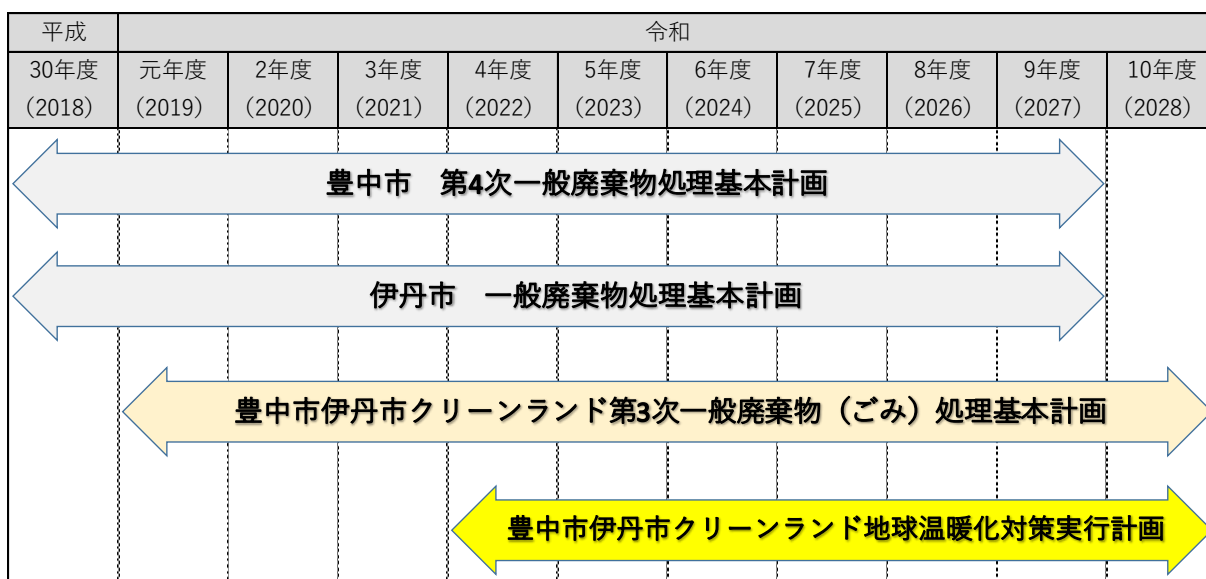 平成 令和
30年度 元年度 2年度 3年度 4年度 5年度 6年度 7年度 8年度 9年度 10年度
（2018） （2019） （2020） （2021） （2022） （2023） （2024） （2025） （2026） （2027） （2028）
豊中市　第4次一般廃棄物処理基本計画
伊丹市　一般廃棄物処理基本計画
豊中市伊丹市クリーンランド第3次一般廃棄物（ごみ）処理基本計画
豊中市伊丹市クリーンランド地球温暖化対策実行計画